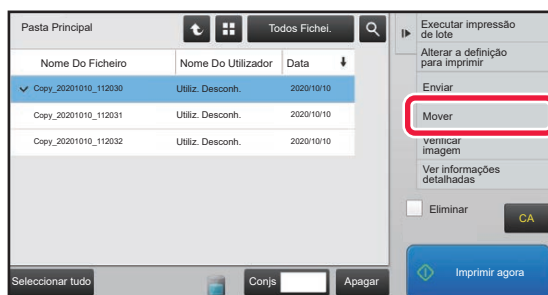 Pasta Principal
Todos Fichei.
Nome Do Ficheiro
Nome Do Utilizador
Data
Copy_20201010_112030
Utiliz. Desconh.
2020/10/10
Copy_20201010_112031
Utiliz. Desconh.
2020/10/10
Copy_20201010_112032
Utiliz. Desconh.
2020/10/10
Seleccionar tudo
Conjs
Apagar
Executar impressão
de lote
Alterar a definição
para imprimir
Enviar
Mover
Verificar
imagem
Ver informações
detalhadas
Eliminar
CA
Imprimir agora